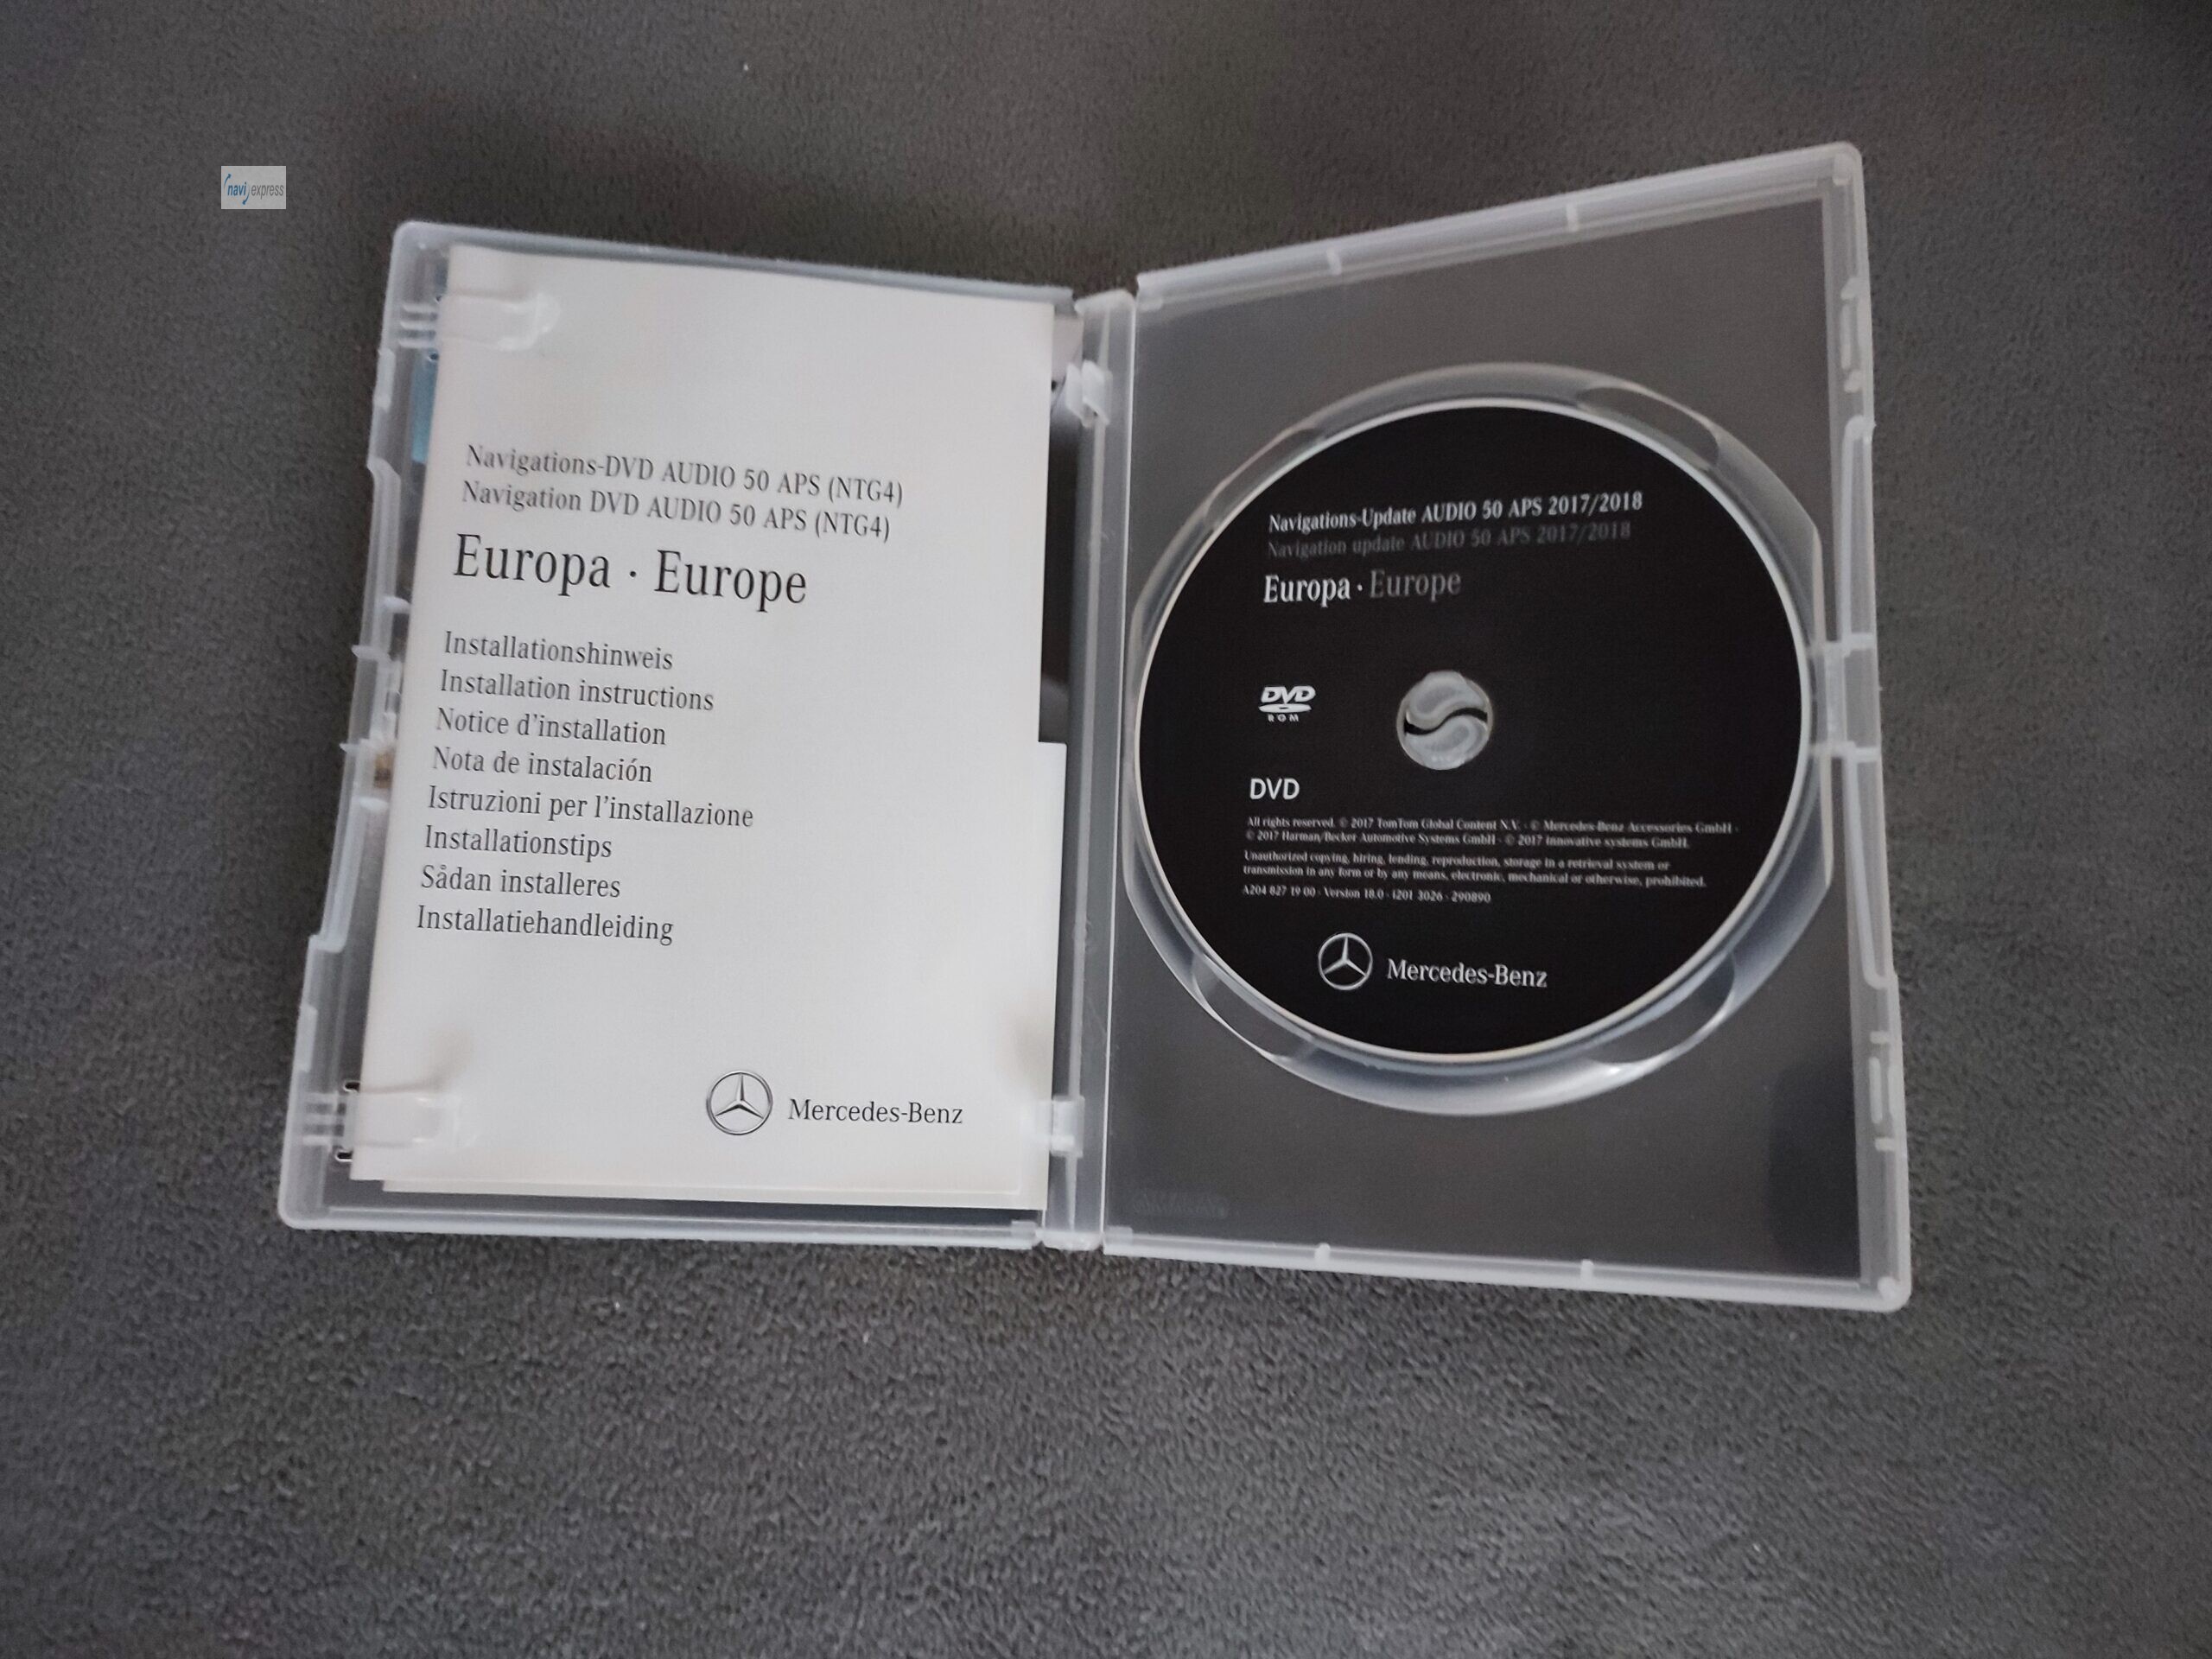 navi express
Navigations-DVD AUDIO 50 APS (NTG4)
Navigation DVD AUDIO 50 APS (NTG4)
Europa · Europe
Installationshinweis
Installation instructions
Notice d'installation
Nota de instalación
Istruzioni per l'installazione
Installationstips
Sådan installeres
Installatiehandleiding
Mercedes-Benz
Navigations-Update AUDIO 50 APS 2017/2018
Navigation update AUDIO 50 APS 2017/2018
Europa · Europe
DVD
ROM
DVD
All rights reserved. © 2017 TomTom Global Content N.V. · © Mercedes-Benz Accessories GmbH ·
© 2017 Harman/Becker Automotive Systems GmbH · © 2017 Innovative systems GmbH.
Unauthorized copying, hiring, lending, reproduction, storage in a retrieval system or
transmission in any form or by any means, electronic, mechanical or otherwise, prohibited.
A204 827 19 00 · Version 18.0 · i201 3026 · 290890
Mercedes-Benz